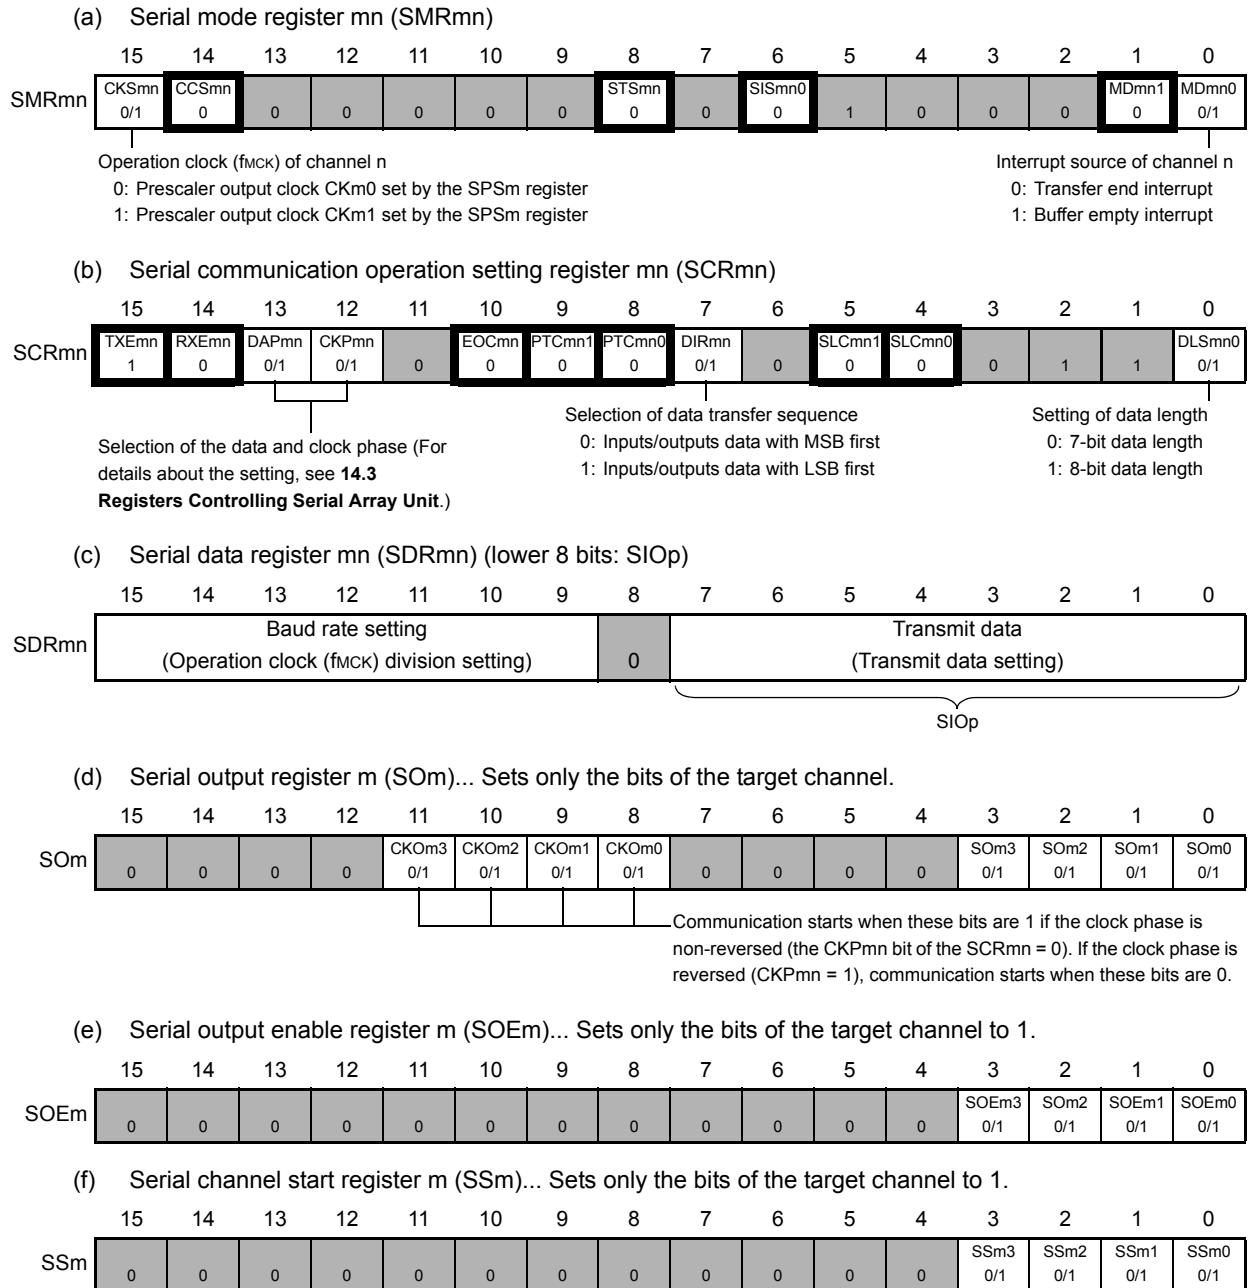 (a) Serial mode register mn (SMRmn)
15 14 13 12 11 10 9 8 7 6 5 4 3 2 1 0
SMRmn
CKSmn CCSmn STSmn SISmn0 MDmn1 MDmn0
0/1 0 0 0 0 0 0 0 0 0 1 0 0 0 0 0/1
Operation clock (fMCK) of channel n
0: Prescaler output clock CKm0 set by the SPSm register
1: Prescaler output clock CKm1 set by the SPSm register
Interrupt source of channel n
0: Transfer end interrupt
1: Buffer empty interrupt
(b) Serial communication operation setting register mn (SCRmn)
15 14 13 12 11 10 9 8 7 6 5 4 3 2 1 0
SCRmn
TXEmn RXEmn DAPmn CKPmn EOCmn PTCmn1 PTCmn0 DIRmn SLCmn1 SLCmn0 DLSmn0
1 0 0/1 0/1 0 0 0 0 0/1 0 0 0 0 1 1 0/1
Selection of the data and clock phase (For
details about the setting, see 14.3
Registers Controlling Serial Array Unit.)
Selection of data transfer sequence
0: Inputs/outputs data with MSB first
1: Inputs/outputs data with LSB first
Setting of data length
0: 7-bit data length
1: 8-bit data length
(c) Serial data register mn (SDRmn) (lower 8 bits: SIOp)
15 14 13 12 11 10 9 8 7 6 5 4 3 2 1 0
SDRmn
Baud rate setting
(Operation clock (fMCK) division setting)
0
Transmit data
(Transmit data setting)
SIOp
(d) Serial output register m (SOm)... Sets only the bits of the target channel.
15 14 13 12 11 10 9 8 7 6 5 4 3 2 1 0
SOm
CKOm3 CKOm2 CKOm1 CKOm0 SOm3 SOm2 SOm1 SOm0
0 0 0 0 0/1 0/1 0/1 0/1 0 0 0 0 0/1 0/1 0/1 0/1
Communication starts when these bits are 1 if the clock phase is
non-reversed (the CKPmn bit of the SCRmn = 0). If the clock phase is
reversed (CKPmn = 1), communication starts when these bits are 0.
(e) Serial output enable register m (SOEm)... Sets only the bits of the target channel to 1.
15 14 13 12 11 10 9 8 7 6 5 4 3 2 1 0
SOEm
SOEm3 SOm2 SOEm1 SOEm0
0 0 0 0 0 0 0 0 0 0 0 0 0/1 0/1 0/1 0/1
(f) Serial channel start register m (SSm)... Sets only the bits of the target channel to 1.
15 14 13 12 11 10 9 8 7 6 5 4 3 2 1 0
SSm
SSm3 SSm2 SSm1 SSm0
0 0 0 0 0 0 0 0 0 0 0 0 0/1 0/1 0/1 0/1